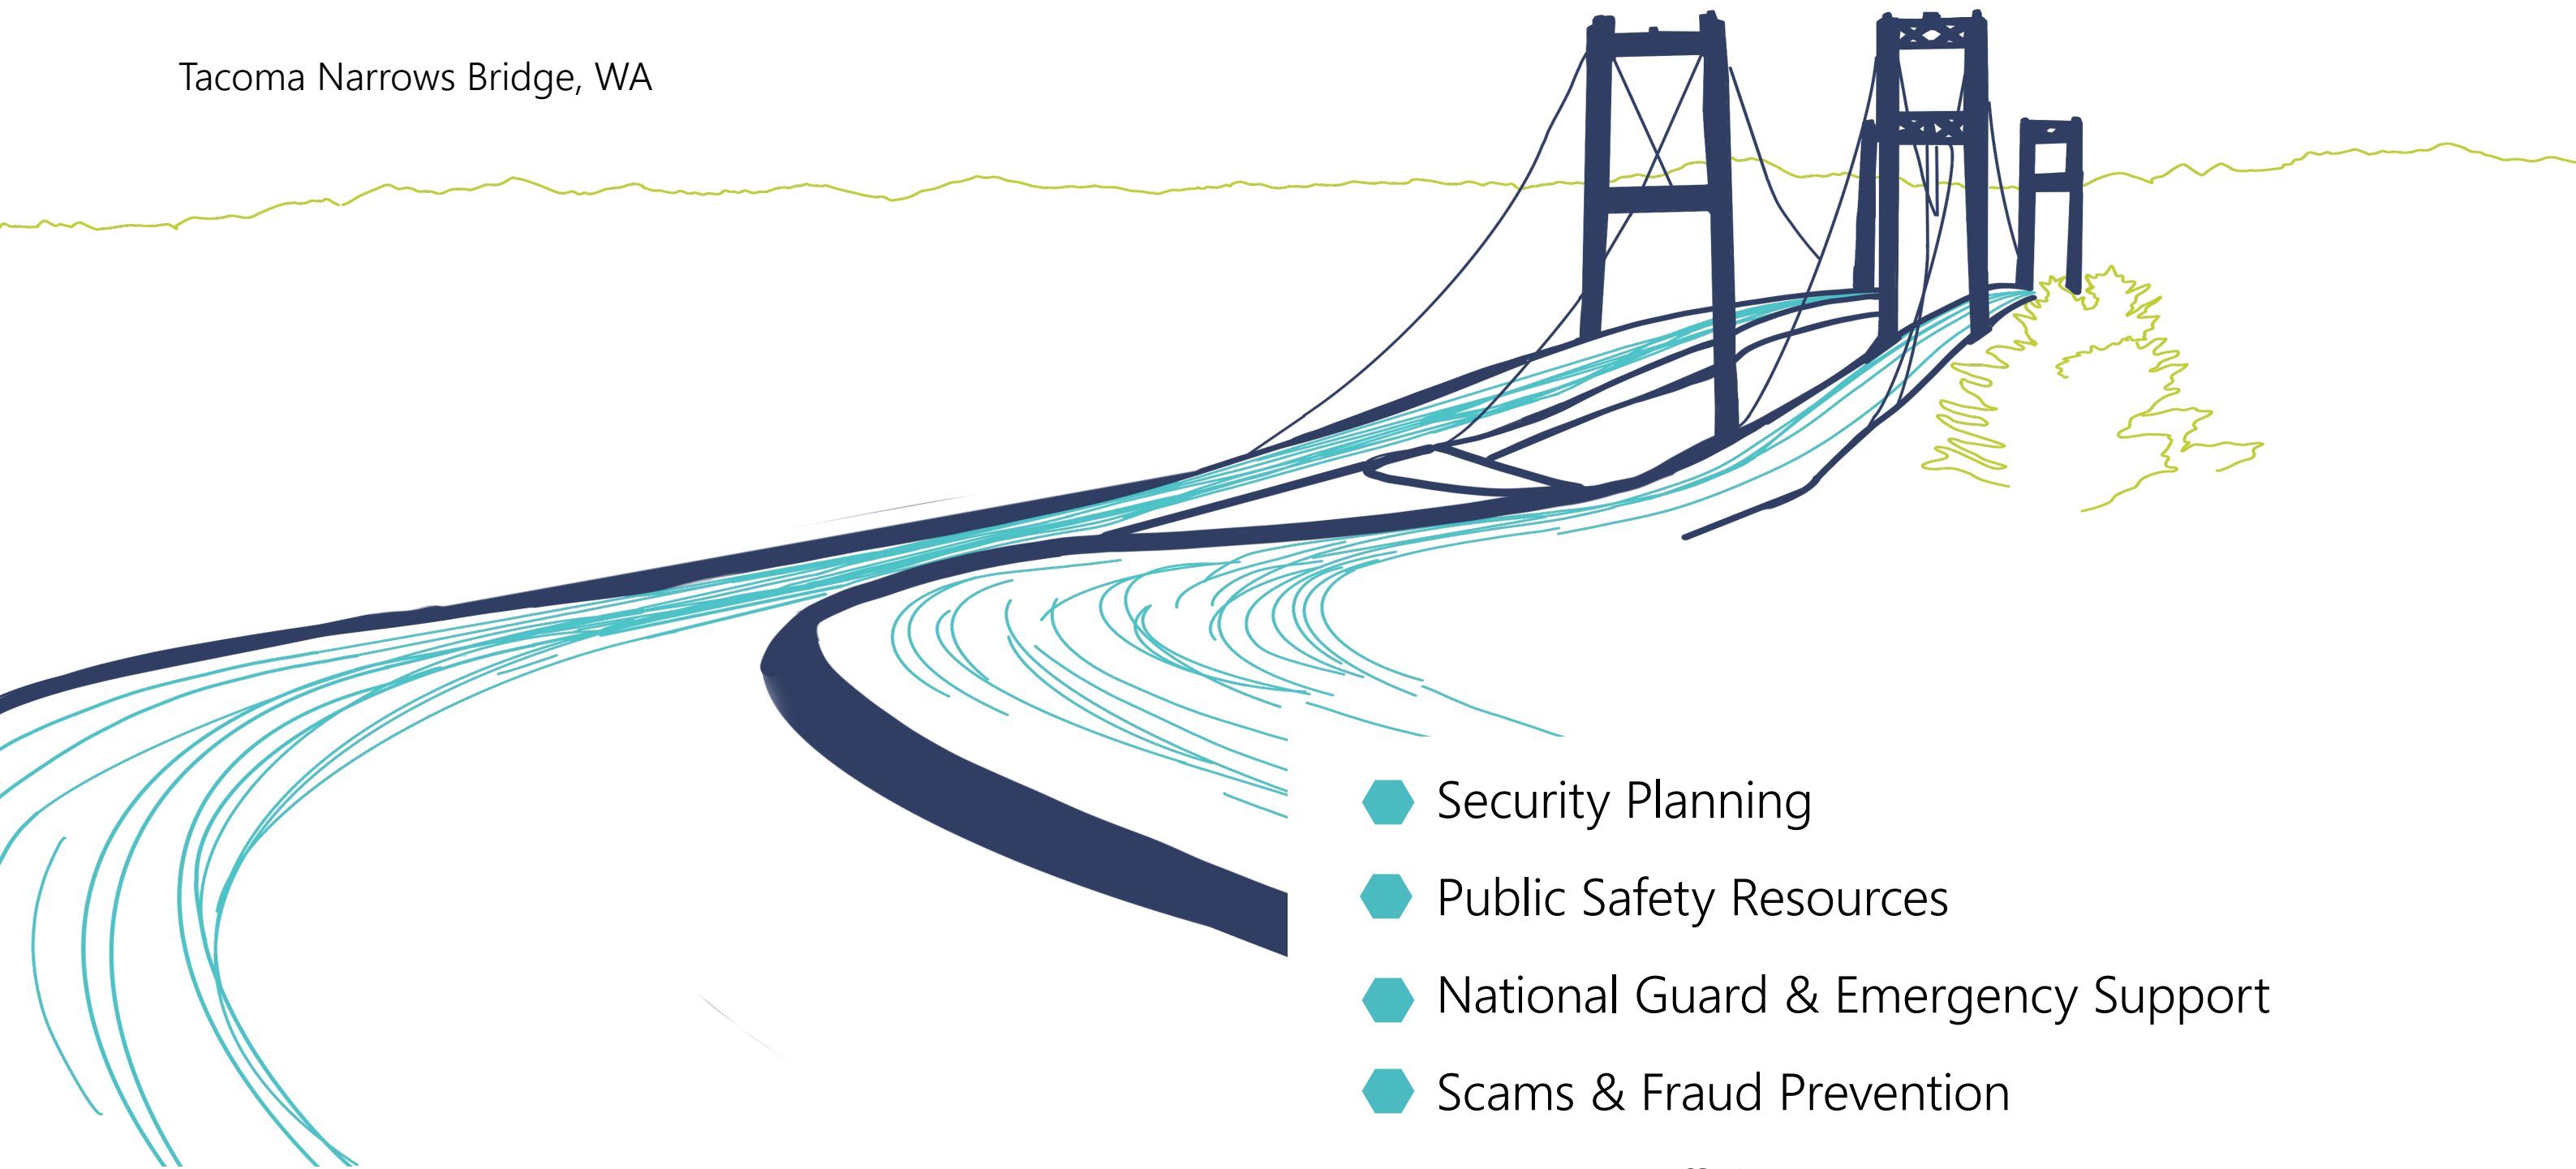 Tacoma Narrows Bridge, WA
Security Planning
Public Safety Resources
National Guard & Emergency Support
Scams & Fraud Prevention